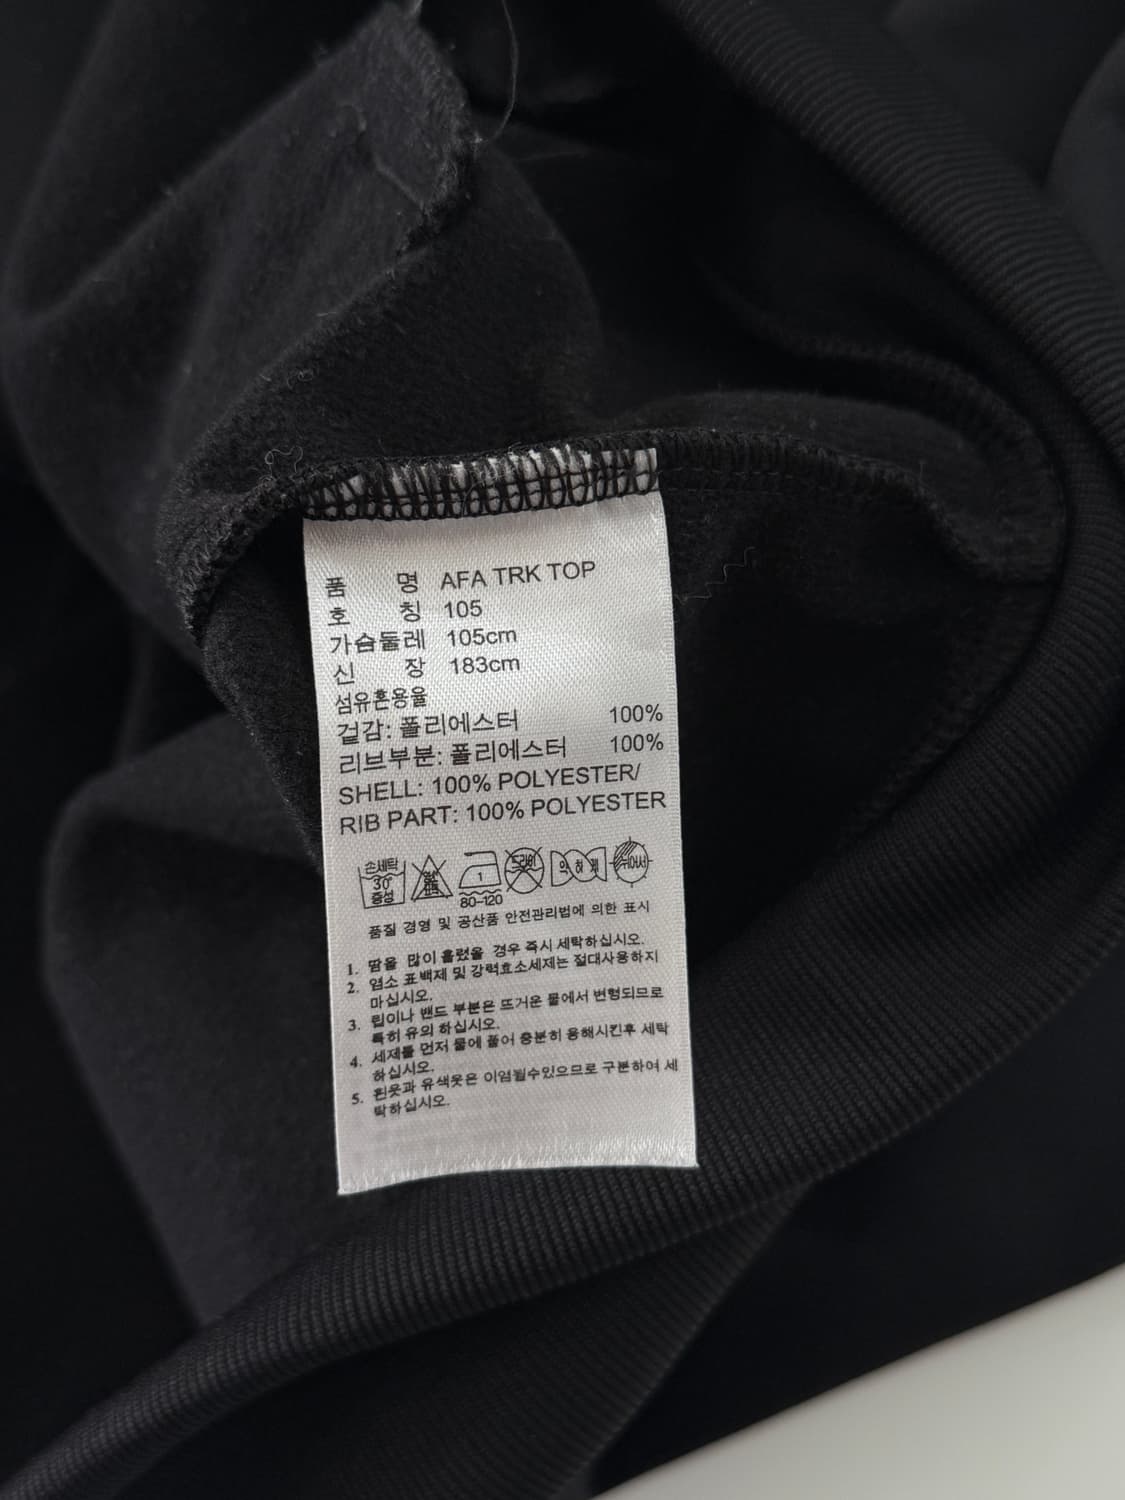 품 명 AFA TRK TOP
호 칭 105
가슴둘레 105cm
신 장 183cm
섬유혼용율
겉감: 폴리에스터 100%
리브부분: 폴리에스터 100%
SHELL: 100% POLYESTER/
RIB PART: 100% POLYESTER
손세탁 30° 중성 1 80-120 드라이 약하게 뉘어서
품질 경영 및 공산품 안전관리법에 의한 표시
1. 땀을 많이 흘렸을 경우 즉시 세탁하십시오.
2. 염소 표백제 및 강력효소세제는 절대사용하지
마십시오.
3. 립이나 밴드 부분은 뜨거운 물에서 변형되므로
특히 유의 하십시오.
4. 세제를 먼저 물에 풀어 충분히 용해시킨후 세탁
하십시오.
5. 흰옷과 유색옷은 이염될수있으므로 구분하여 세
탁하십시오.